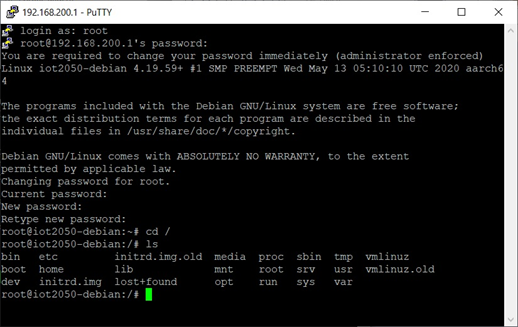 192.168.200.1 - PuTTY
login as: root
root@192.168.200.1's password:
You are required to change your password immediately (administrator enforced)
Linux iot2050-debian 4.19.59+ #1 SMP PREEMPT Wed May 13 05:10:10 UTC 2020 aarch6
4
The programs included with the Debian GNU/Linux system are free software;
the exact distribution terms for each program are described in the
individual files in /usr/share/doc/*/copyright.
Debian GNU/Linux comes with ABSOLUTELY NO WARRANTY, to the extent
permitted by applicable law.
Changing password for root.
Current password:
New password:
Retype new password:
root@iot2050-debian:~# cd /
root@iot2050-debian:/# ls
bin   etc         initrd.img.old  media  proc  sbin  tmp  vmlinuz
boot  home        lib             mnt    root  srv   usr  vmlinuz.old
dev   initrd.img  lost+found      opt    run   sys   var
root@iot2050-debian:/#